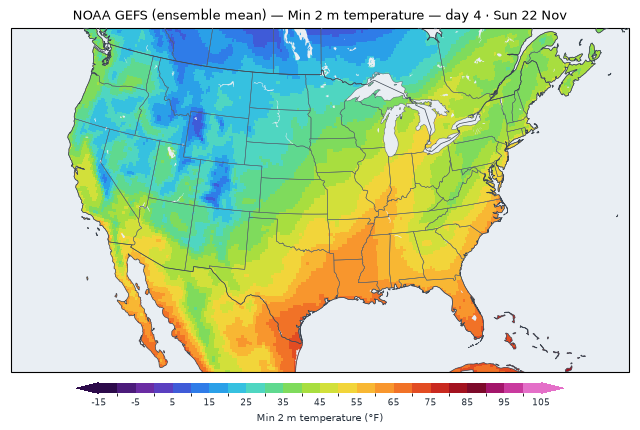 NOAA GEFS (ensemble mean) — Min 2 m temperature — day 4 · Sun 22 Nov
-15 -5 5 15 25 35 45 55 65 75 85 95 105
Min 2 m temperature (°F)